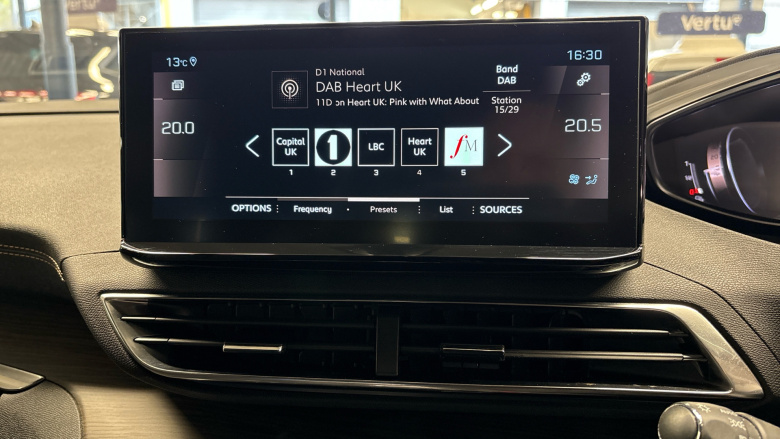 Vertu
13°C
16:30
D1 National
DAB Heart UK
11D on Heart UK: Pink with What About
Band
DAB
Station
15/29
20.0
20.5
Capital
UK
1
LBC
Heart
UK
fM
1 2 3 4 5
OPTIONS Frequency • Presets List SOURCES